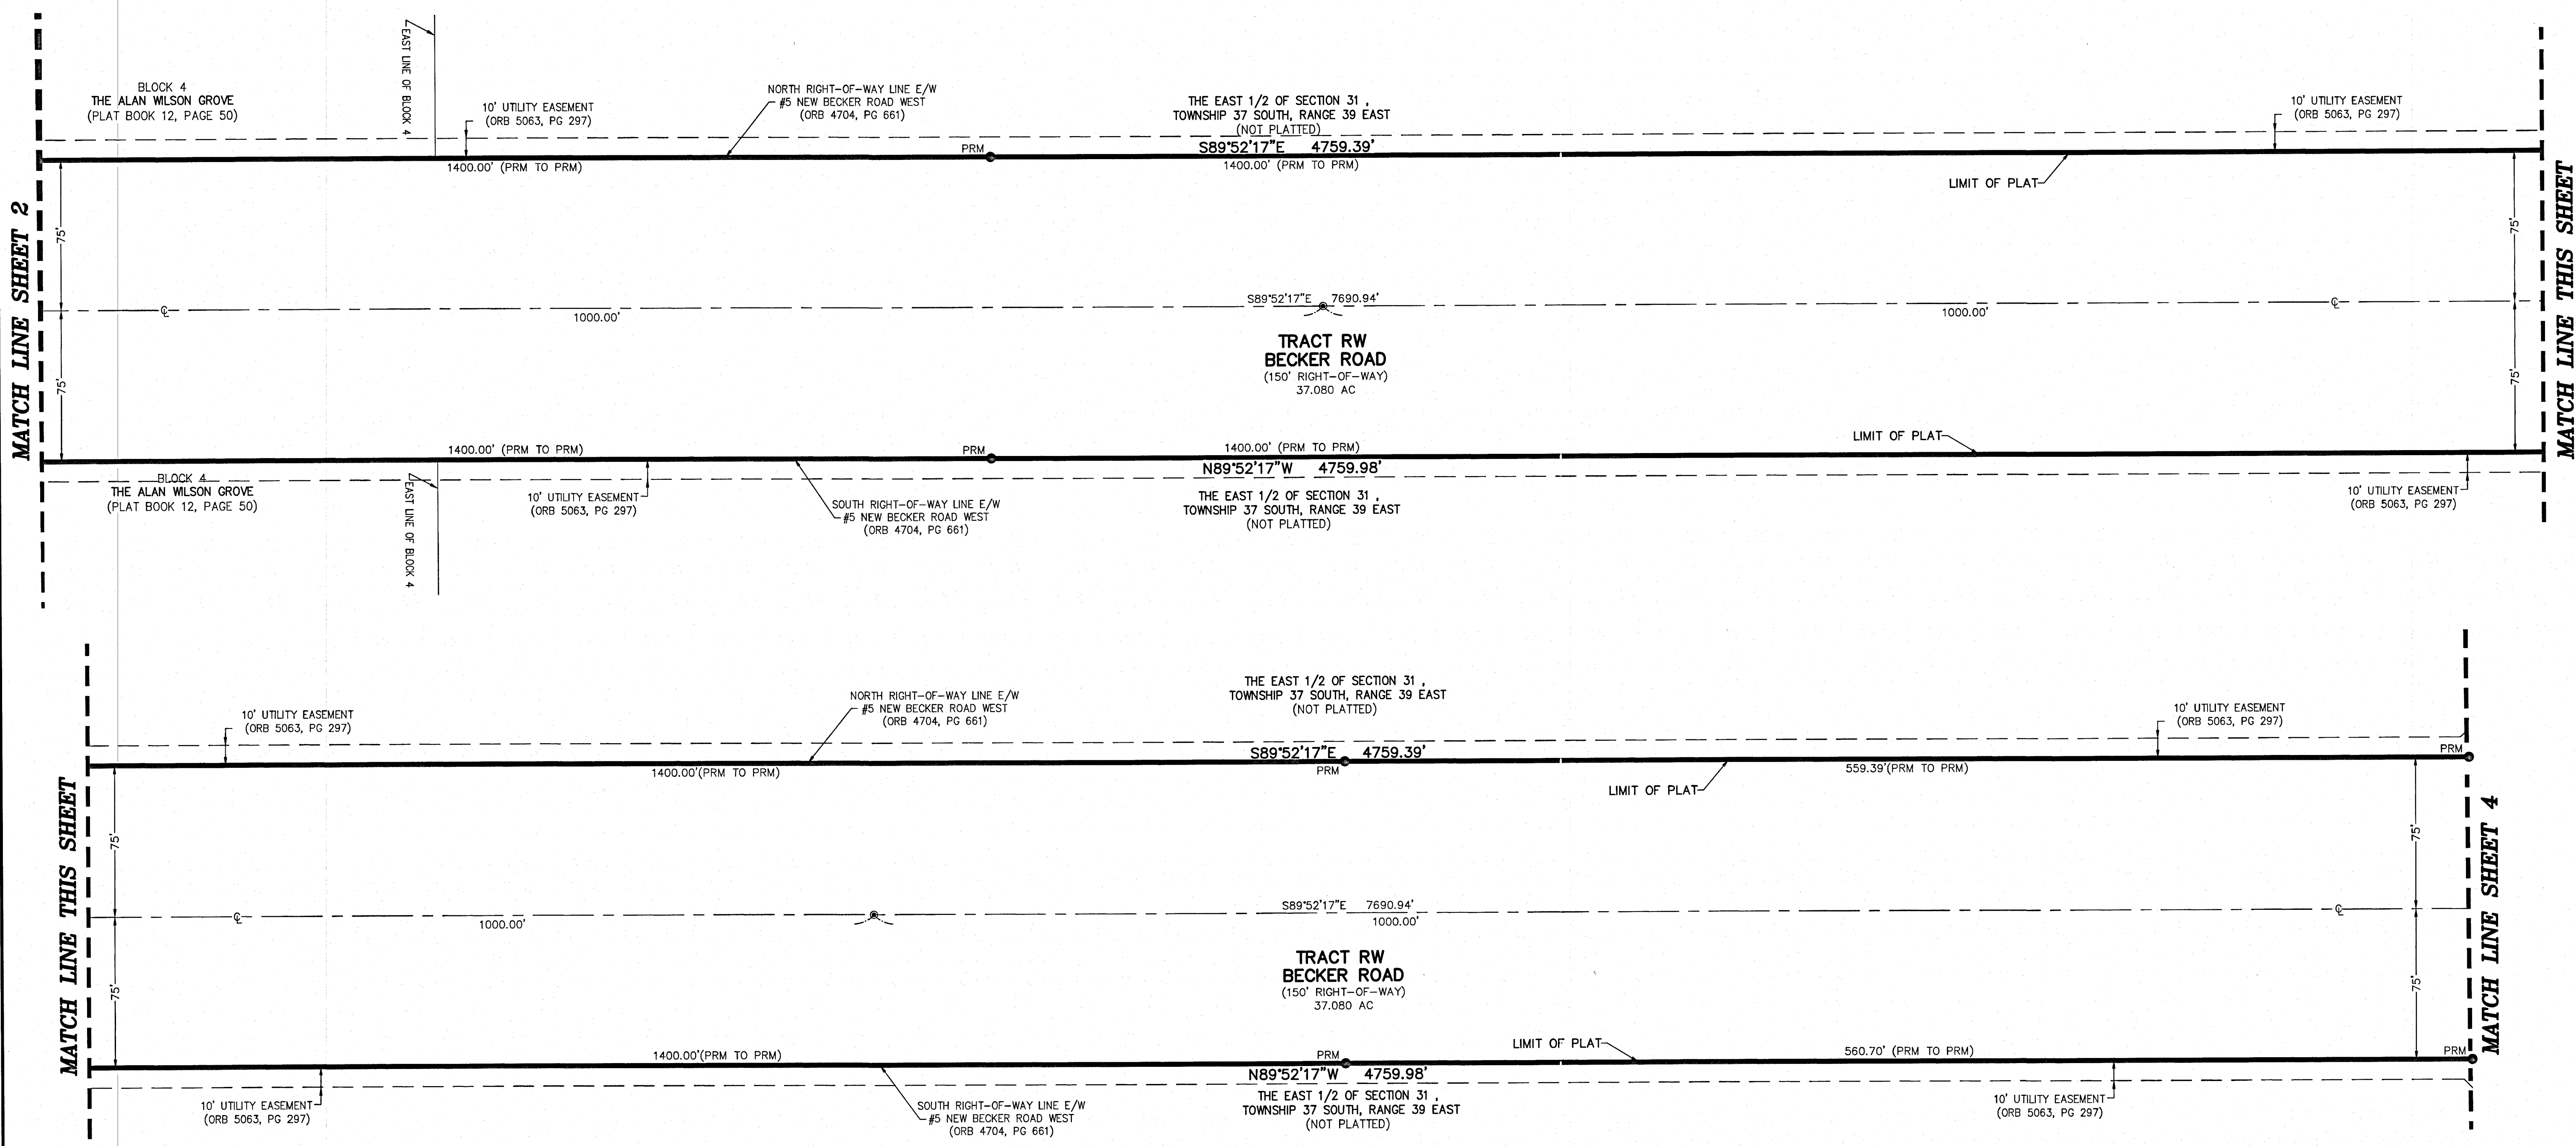 EAST LINE OF BLOCK 4
BLOCK 4
THE ALAN WILSON GROVE
(PLAT BOOK 12, PAGE 50)
10' UTILITY EASEMENT
(ORB 5063, PG 297)
NORTH RIGHT-OF-WAY LINE E/W
#5 NEW BECKER ROAD WEST
(ORB 4704, PG 661)
THE EAST 1/2 OF SECTION 31 ,
TOWNSHIP 37 SOUTH, RANGE 39 EAST
(NOT PLATTED)
10' UTILITY EASEMENT
(ORB 5063, PG 297)
PRM
S89°52'17"E 4759.39'
1400.00' (PRM TO PRM)
1400.00' (PRM TO PRM)
LIMIT OF PLAT
MATCH LINE SHEET 2
75'
75'
75'
75'
MATCH LINE THIS SHEET
S89°52'17"E 7690.94'
℄
℄
1000.00'
1000.00'
TRACT RW
BECKER ROAD
(150' RIGHT-OF-WAY)
37.080 AC
1400.00' (PRM TO PRM)
PRM
1400.00' (PRM TO PRM)
LIMIT OF PLAT
N89°52'17"W 4759.98'
BLOCK 4
THE ALAN WILSON GROVE
(PLAT BOOK 12, PAGE 50)
EAST LINE OF BLOCK 4
10' UTILITY EASEMENT
(ORB 5063, PG 297)
SOUTH RIGHT-OF-WAY LINE E/W
#5 NEW BECKER ROAD WEST
(ORB 4704, PG 661)
THE EAST 1/2 OF SECTION 31 ,
TOWNSHIP 37 SOUTH, RANGE 39 EAST
(NOT PLATTED)
10' UTILITY EASEMENT
(ORB 5063, PG 297)
10' UTILITY EASEMENT
(ORB 5063, PG 297)
NORTH RIGHT-OF-WAY LINE E/W
#5 NEW BECKER ROAD WEST
(ORB 4704, PG 661)
THE EAST 1/2 OF SECTION 31 ,
TOWNSHIP 37 SOUTH, RANGE 39 EAST
(NOT PLATTED)
10' UTILITY EASEMENT
(ORB 5063, PG 297)
S89°52'17"E 4759.39'
PRM
1400.00'(PRM TO PRM)
PRM
559.39'(PRM TO PRM)
LIMIT OF PLAT
MATCH LINE THIS SHEET
75'
75'
75'
75'
MATCH LINE SHEET 4
S89°52'17"E 7690.94'
℄
℄
1000.00'
1000.00'
TRACT RW
BECKER ROAD
(150' RIGHT-OF-WAY)
37.080 AC
1400.00'(PRM TO PRM)
PRM
LIMIT OF PLAT
560.70' (PRM TO PRM)
PRM
N89°52'17"W 4759.98'
10' UTILITY EASEMENT
(ORB 5063, PG 297)
SOUTH RIGHT-OF-WAY LINE E/W
#5 NEW BECKER ROAD WEST
(ORB 4704, PG 661)
THE EAST 1/2 OF SECTION 31 ,
TOWNSHIP 37 SOUTH, RANGE 39 EAST
(NOT PLATTED)
10' UTILITY EASEMENT
(ORB 5063, PG 297)